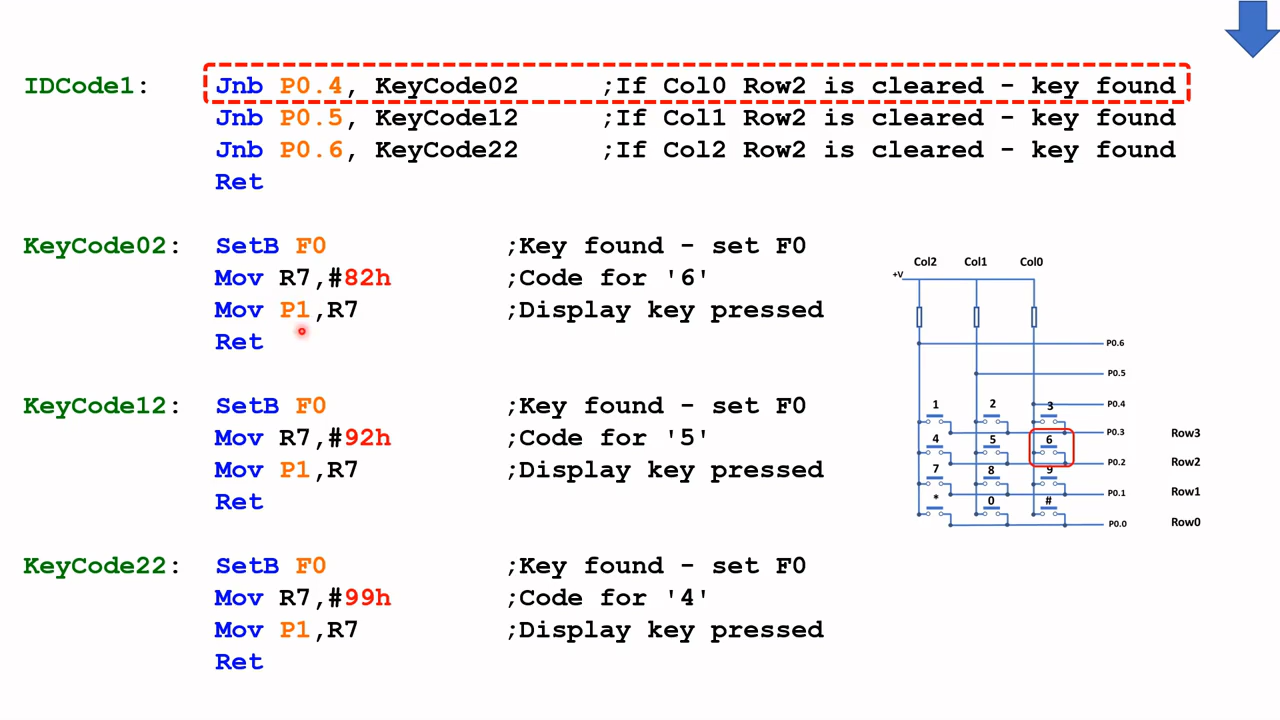 IDCode1: Jnb P0.4, KeyCode02 ;If Col0 Row2 is cleared - key found
Jnb P0.5, KeyCode12 ;If Col1 Row2 is cleared - key found
Jnb P0.6, KeyCode22 ;If Col2 Row2 is cleared - key found
Ret
KeyCode02: SetB F0 ;Key found - set F0
Mov R7,#82h ;Code for '6'
Mov P1,R7 ;Display key pressed
Ret
KeyCode12: SetB F0 ;Key found - set F0
Mov R7,#92h ;Code for '5'
Mov P1,R7 ;Display key pressed
Ret
KeyCode22: SetB F0 ;Key found - set F0
Mov R7,#99h ;Code for '4'
Mov P1,R7 ;Display key pressed
Ret
Col2 Col1 Col0
+V
P0.6
P0.5
P0.4
1 2 3
P0.3 Row3
4 5 6
P0.2 Row2
7 8 9
P0.1 Row1
* 0 #
P0.0 Row0